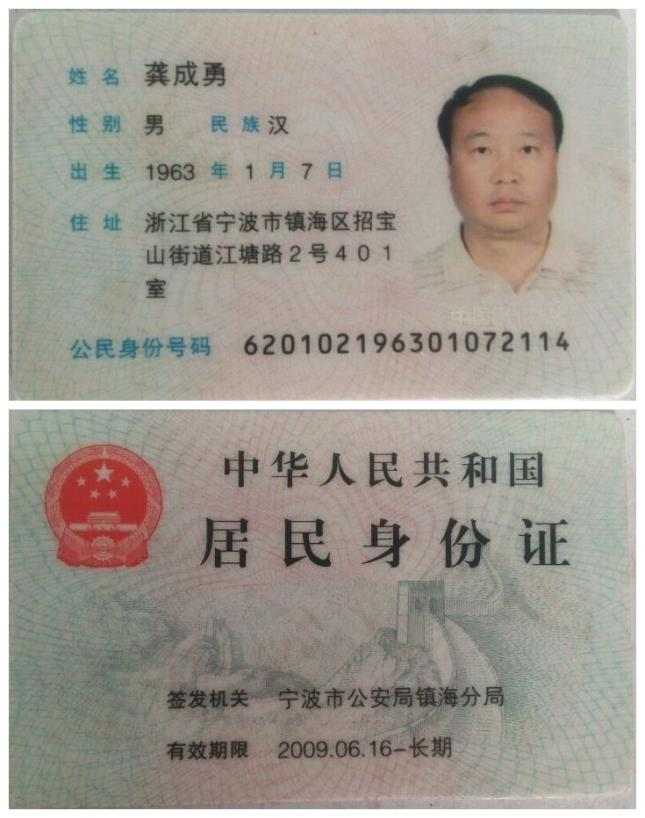 姓名 龚成勇
性别 男 民族 汉
出生 1963 年 1 月 7 日
住址 浙江省宁波市镇海区招宝
山街道江塘路2号401
室
公民身份号码 620102196301072114
中华人民共和国
居民身份证
签发机关 宁波市公安局镇海分局
有效期限 2009.06.16-长期